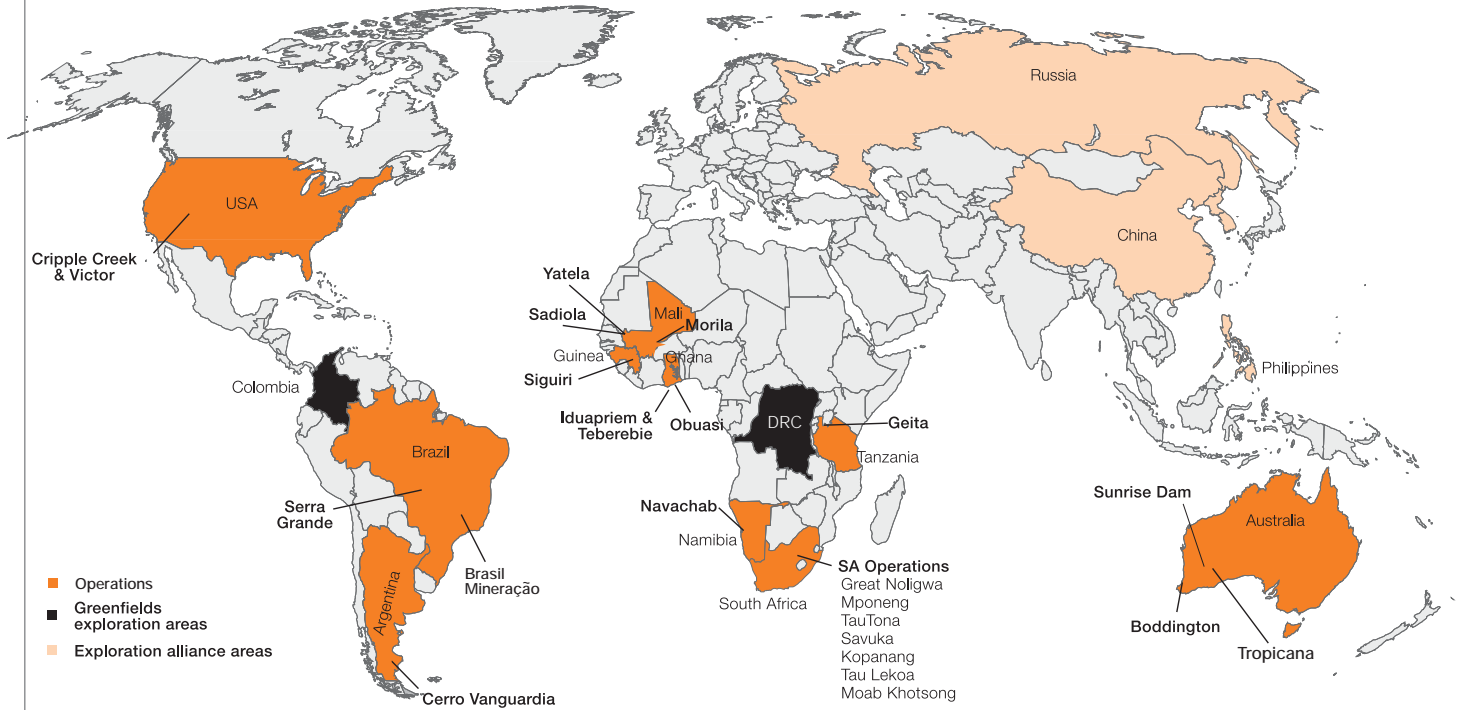 Russia
USA
China
Cripple Creek
& Victor
Yatela
Mali
Sadiola
Morila
Guinea
Ghana
Siguiri
Philippines
Colombia
Iduapriem &
Teberebie
Obuasi
DRC
Geita
Tanzania
Brazil
Serra
Grande
Navachab
Namibia
Sunrise Dam
Australia
Brasil
Mineração
Argentina
SA Operations
Great Noligwa
Mponeng
TauTona
Savuka
Kopanang
Tau Lekoa
Moab Khotsong
South Africa
Boddington
Tropicana
Cerro Vanguardia
Operations
Greenfields
exploration areas
Exploration alliance areas